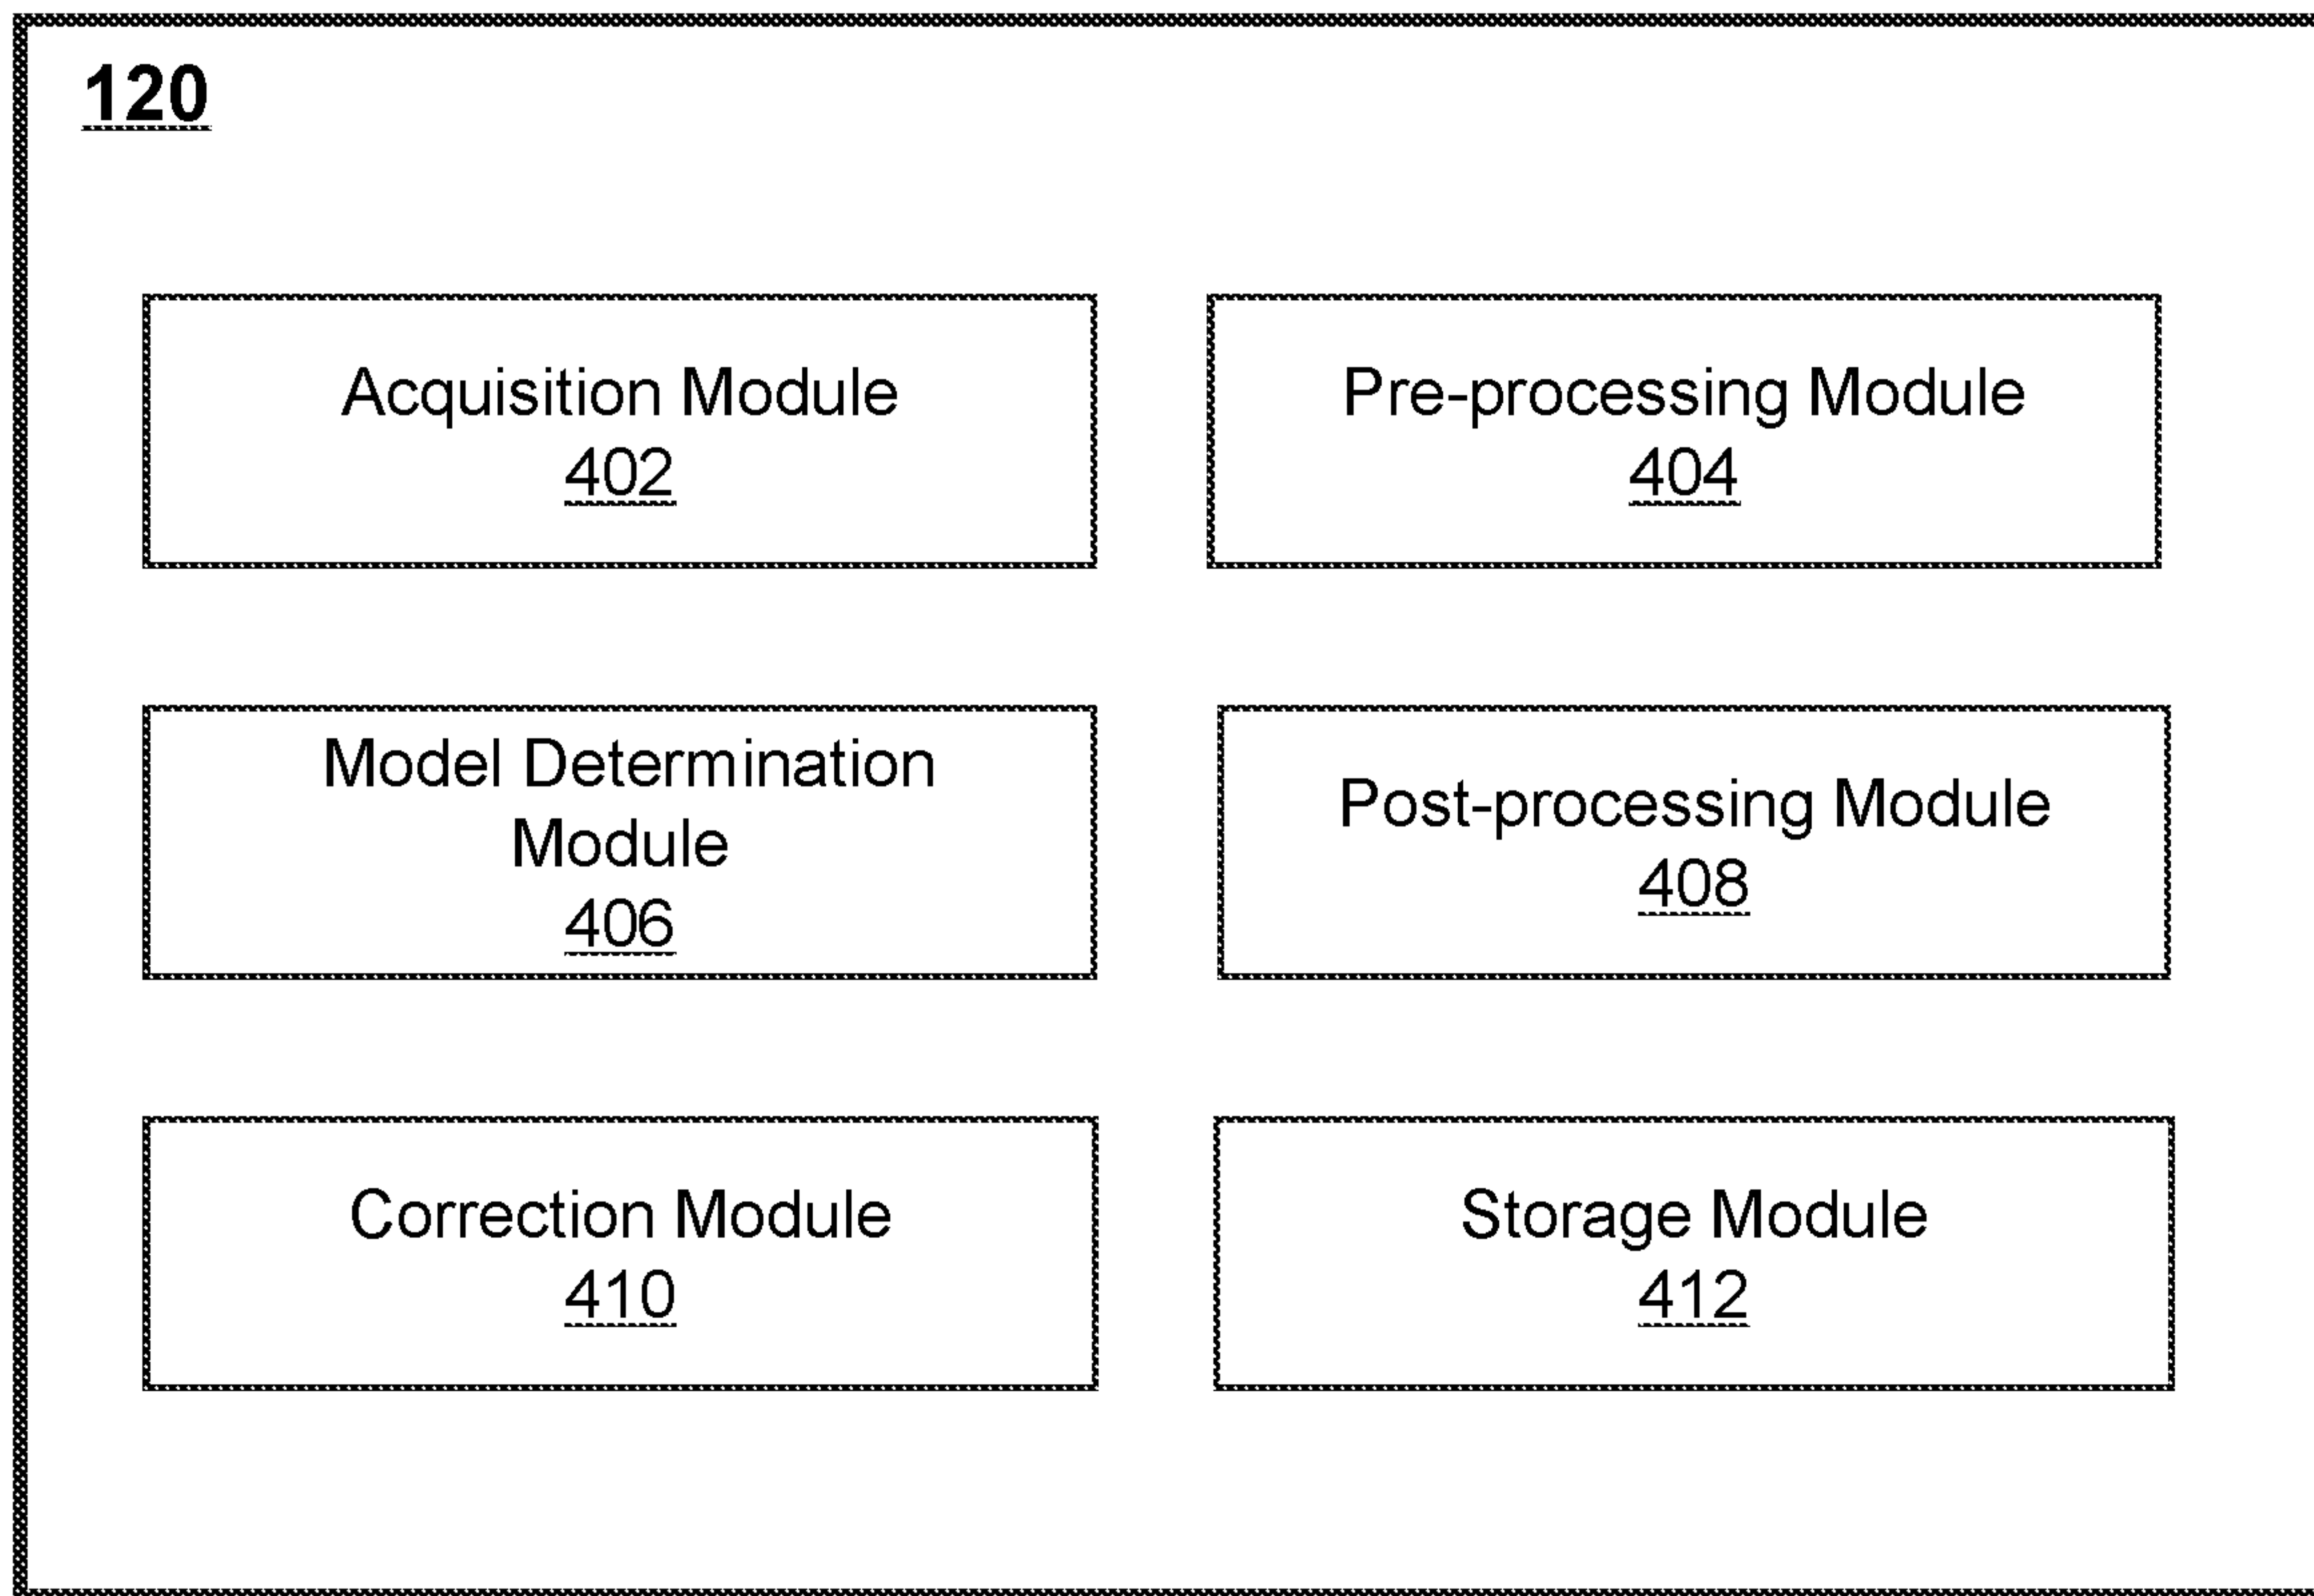 120
Acquisition Module
402
Pre-processing Module
404
Model Determination
Module
406
Post-processing Module
408
Correction Module
410
Storage Module
412